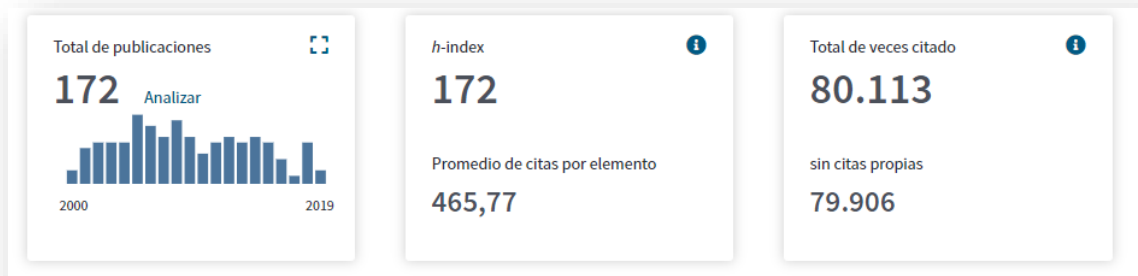 Total de publicaciones
172 Analizar
2000 2019
h-index
172
Promedio de citas por elemento
465,77
Total de veces citado
80.113
sin citas propias
79.906